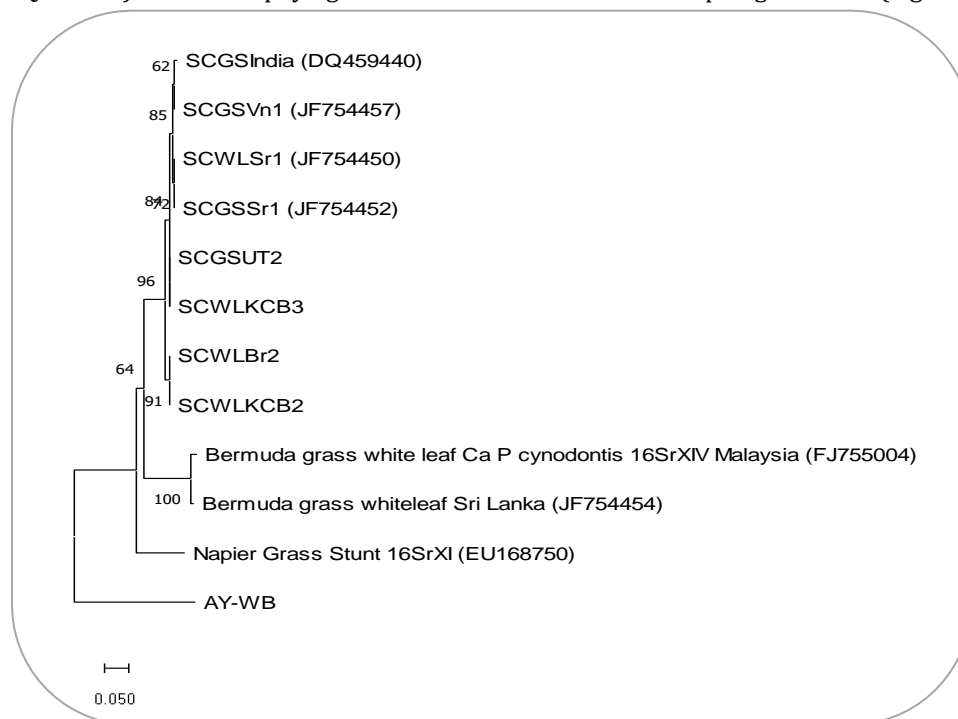 62
SCGSIndia (DQ459440)
85
SCGSVn1 (JF754457)
SCWLSr1 (JF754450)
84
72
SCGSSr1 (JF754452)
SCGSUT2
96
SCWLKCB3
SCWLBr2
64
91
SCWLKCB2
Bermuda grass white leaf Ca P cynodontis 16SrXIV Malaysia (FJ755004)
100
Bermuda grass whiteleaf Sri Lanka (JF754454)
Napier Grass Stunt 16SrXI (EU168750)
AY-WB
0.050